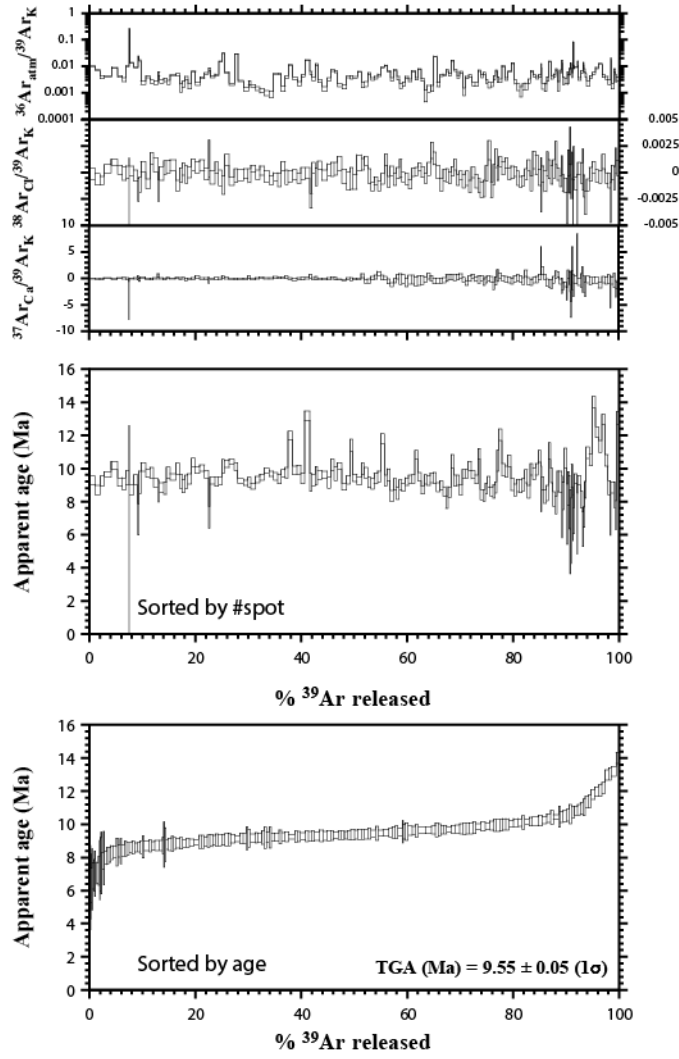 1
0.1
0.01
0.001
0.0001
36Aratm/39ArK
0.005
0.0025
0
-0.0025
-0.005
38ArCl/39ArK
10
5
0
-5
-10
37ArCa/39ArK
16
14
12
10
8
6
4
2
0
Apparent age (Ma)
Sorted by #spot
0 20 40 60 80 100
% 39Ar released
16
14
12
10
8
6
4
2
0
Apparent age (Ma)
Sorted by age
TGA (Ma) = 9.55 ± 0.05 (1σ)
0 20 40 60 80 100
% 39Ar released